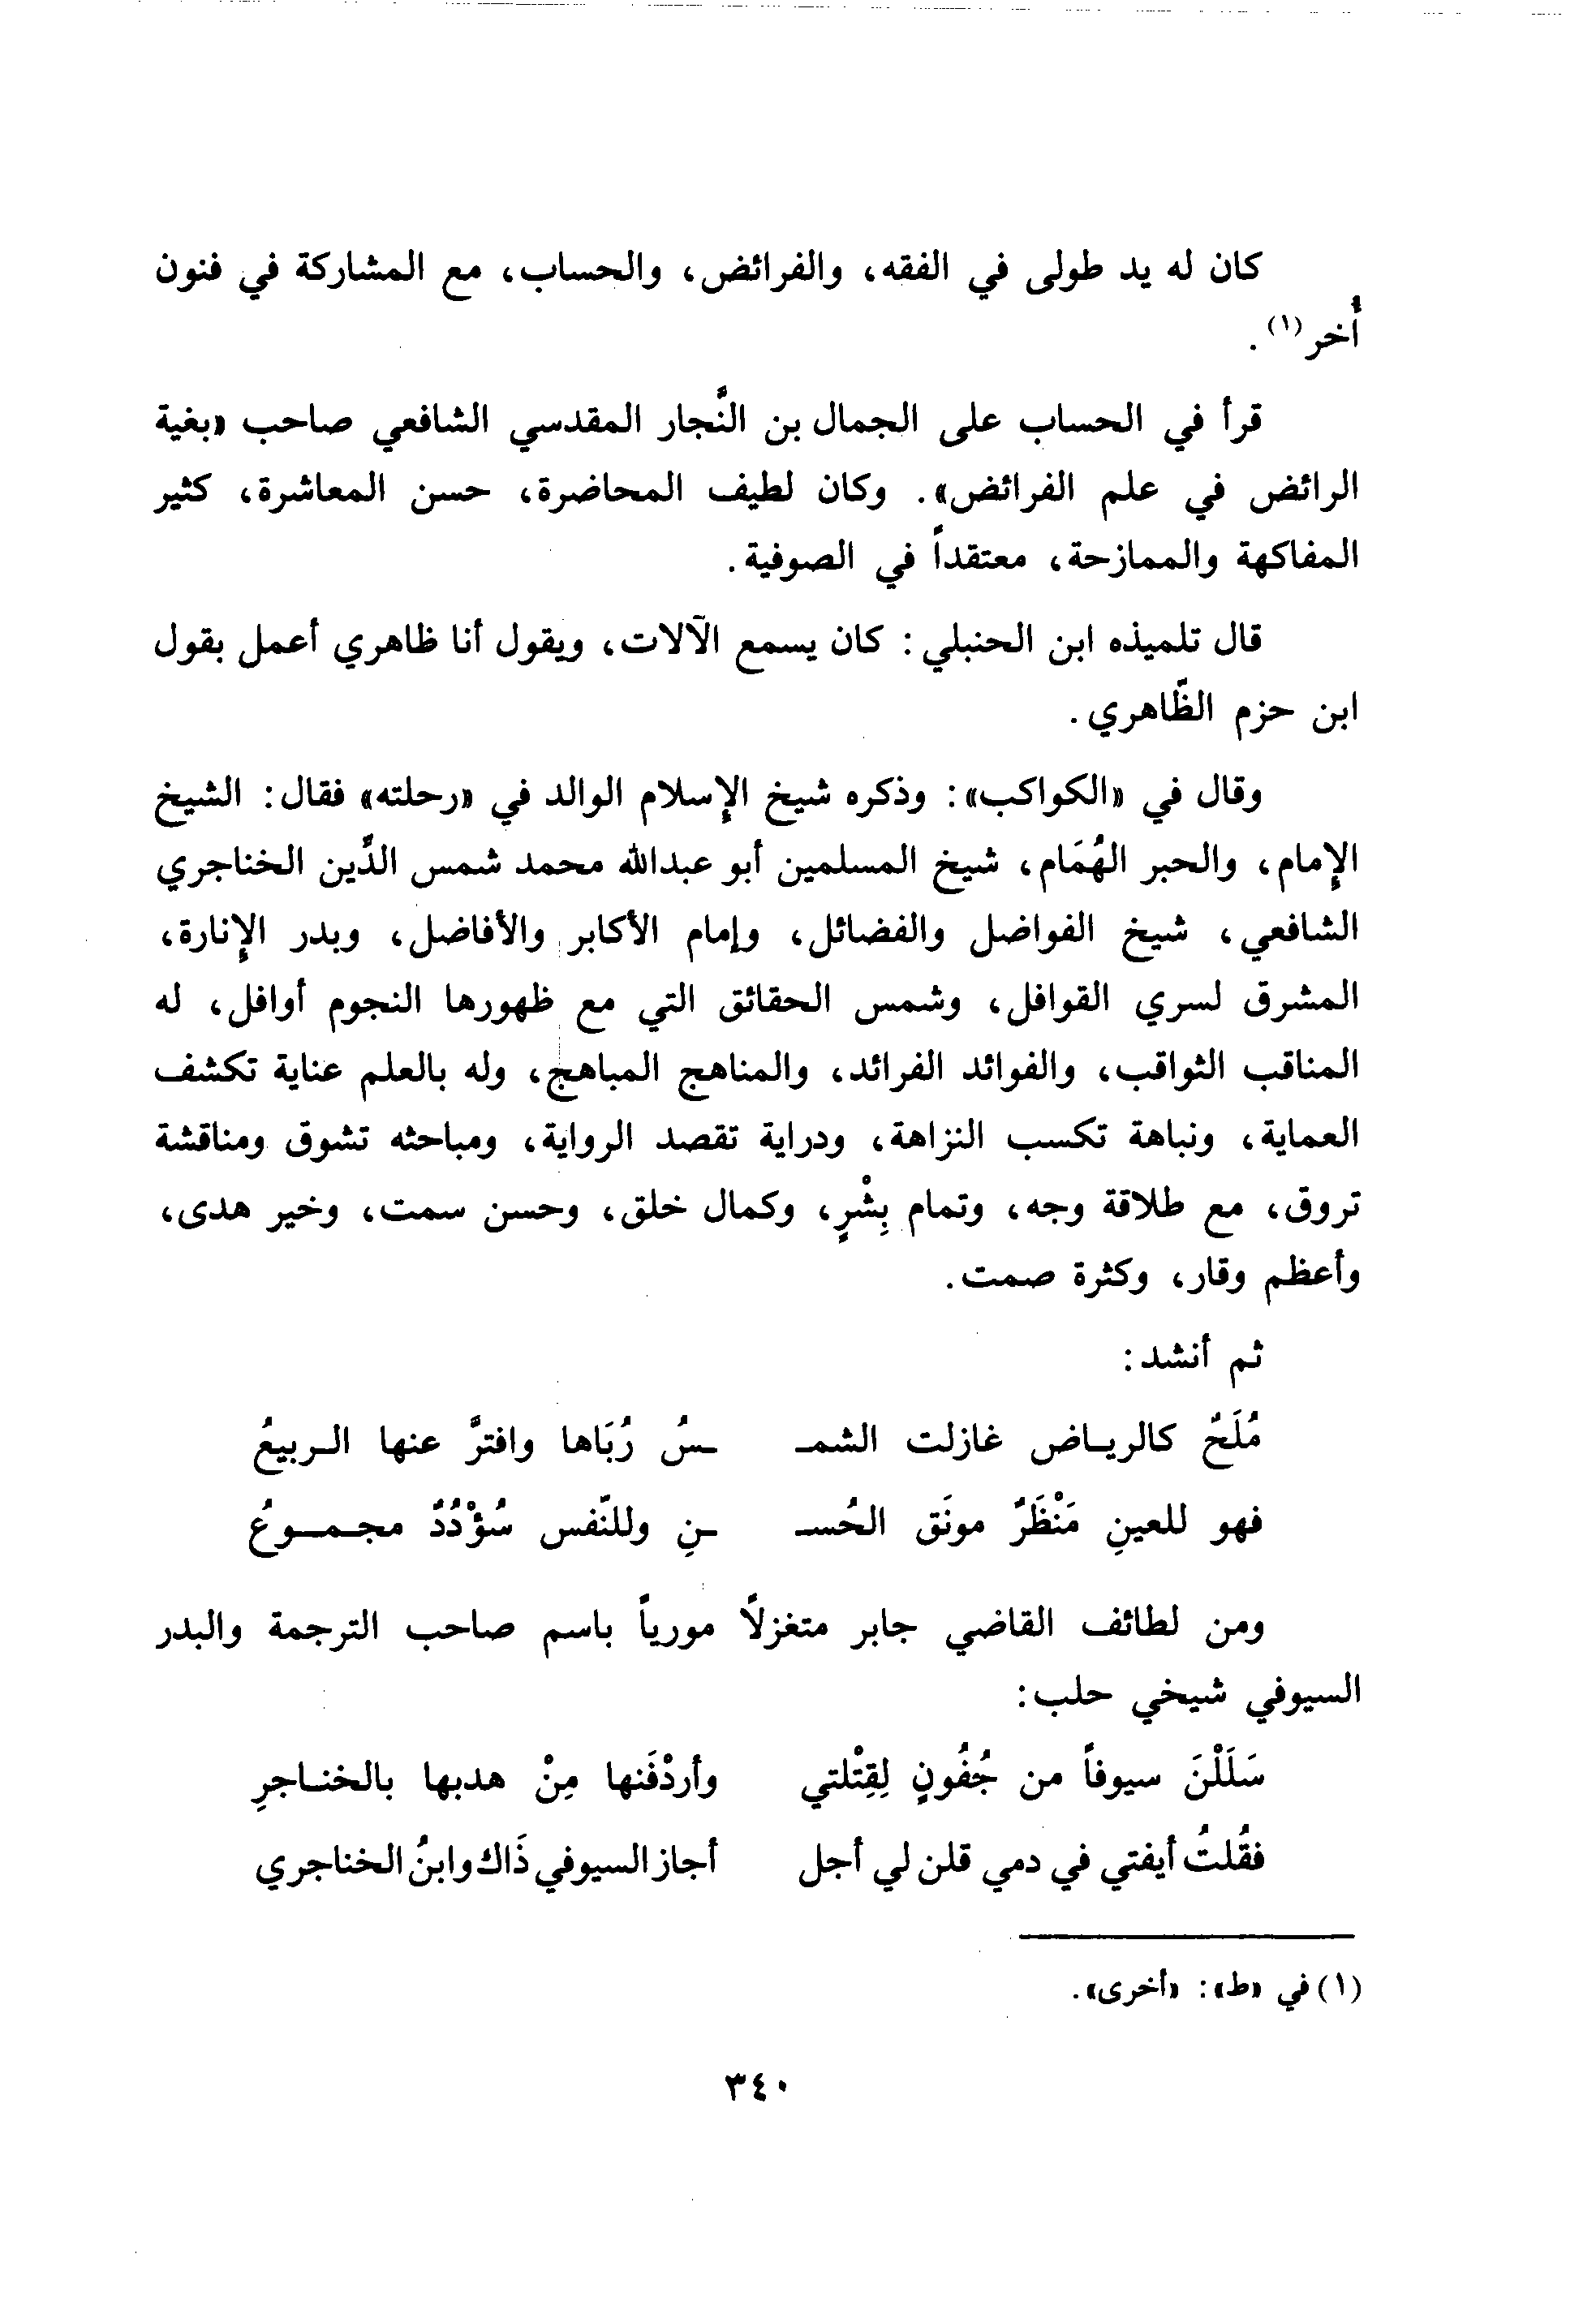 كان له يد طولى في الفقه، والفرائض، والحساب، مع المشاركة في فنون
أُخر(١).
قرأ في الحساب على الجمال بن النَّجار المقدسي الشافعي صاحب «بغية
الرائض في علم الفرائض». وكان لطيف المحاضرة، حسن المعاشرة، كثير
المفاكهة والممازحة، معتقداً في الصوفية.
قال تلميذه ابن الحنبلي: كان يسمع الآلات، ويقول أنا ظاهري أعمل بقول
ابن حزم الظَّاهري.
وقال في «الكواكب»: وذكره شيخ الإسلام الوالد في «رحلته» فقال: الشيخ
الإمام، والحبر الهُمَام، شيخ المسلمين أبو عبدالله محمد شمس الدِّين الخناجري
الشافعي، شيخ الفواضل والفضائل، وإمام الأكابر والأفاضل، وبدر الإنارة،
المشرق لسري القوافل، وشمس الحقائق التي مع ظهورها النجوم أوافل، له
المناقب الثواقب، والفوائد الفرائد، والمناهج المباهج، وله بالعلم عناية تكشف
العماية، ونباهة تكسب النزاهة، ودراية تقصد الرواية، ومباحثه تشوق ومناقشة
تروق، مع طلاقة وجه، وتمام بِشْرٍ، وكمال خلق، وحسن سمت، وخير هدى،
وأعظم وقار، وكثرة صمت.
ثم أنشد:
مُلَحٌ كالريـاض غازلت الشمـ ـسُ رُبَاها وافترَّ عنها الـربيعُ
فهو للعينِ مَنْظَرٌ مونَق الحُسـ ـنِ وللنّفس سُؤْدُدٌ مجـمـوعُ
ومن لطائف القاضي جابر متغزلاً مورياً باسم صاحب الترجمة والبدر
السيوفي شيخي حلب:
سَلَلْنَ سيوفاً من جُفُونٍ لِقِتْلتي وأردْفَنها مِنْ هدبها بالخنـاجرِ
فقُلتُ أيفتي في دمي قلن لي أجل أجاز السيوفي ذَاك وابنُ الخناجري
(١) في «ط»: «أخرى».
٣٤٠